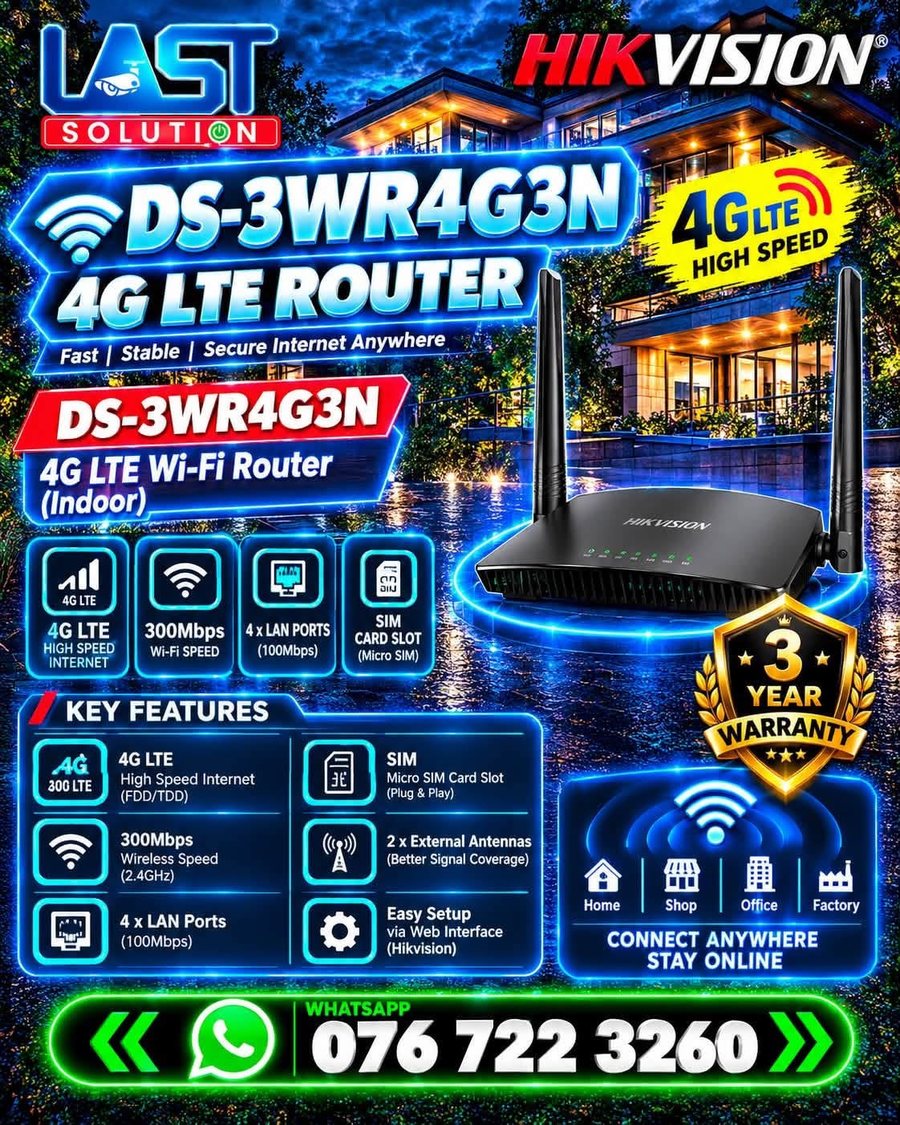 LAST
SOLUTION
HIKVISION®
DS-3WR4G3N
4G LTE ROUTER
Fast | Stable | Secure Internet Anywhere
4G LTE
HIGH SPEED
DS-3WR4G3N
4G LTE Wi-Fi Router
(Indoor)
HIKVISION
4G LTE
4G LTE
HIGH SPEED
INTERNET
300Mbps
Wi-Fi SPEED
4 x LAN PORTS
(100Mbps)
SIM
CARD SLOT
(Micro SIM)
3
YEAR
WARRANTY
KEY FEATURES
4G
300 LTE
4G LTE
High Speed Internet
(FDD/TDD)
300Mbps
Wireless Speed
(2.4GHz)
4 x LAN Ports
(100Mbps)
SIM
Micro SIM Card Slot
(Plug & Play)
2 x External Antennas
(Better Signal Coverage)
Easy Setup
via Web Interface
(Hikvision)
Home
Shop
Office
Factory
CONNECT ANYWHERE
STAY ONLINE
WHATSAPP
076 722 3260